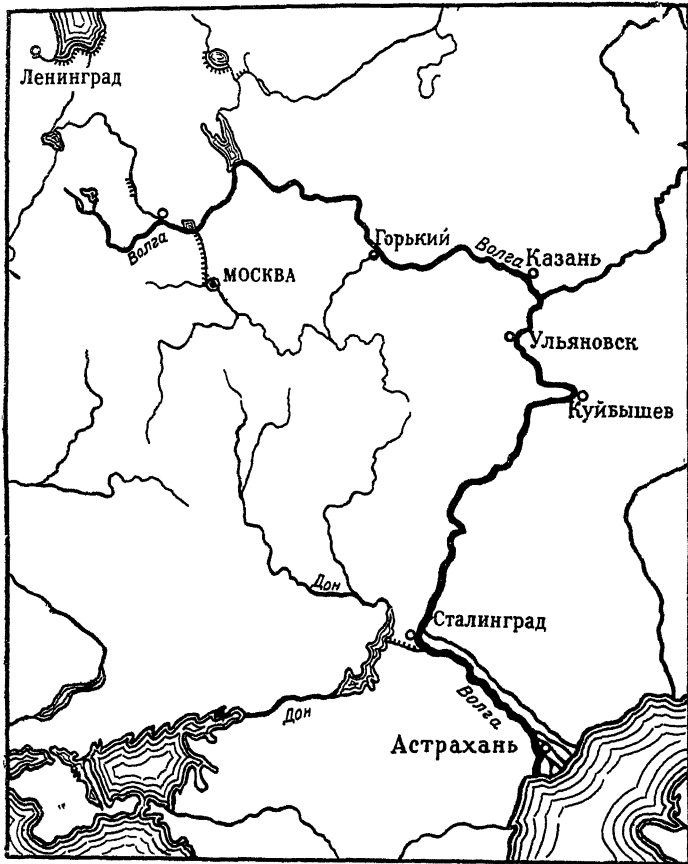 Ленинград
Волга
Горький
Волга
Казань
МОСКВА
Ульяновск
Куйбышев
Дон
Сталинград
Волга
Дон
Астрахань